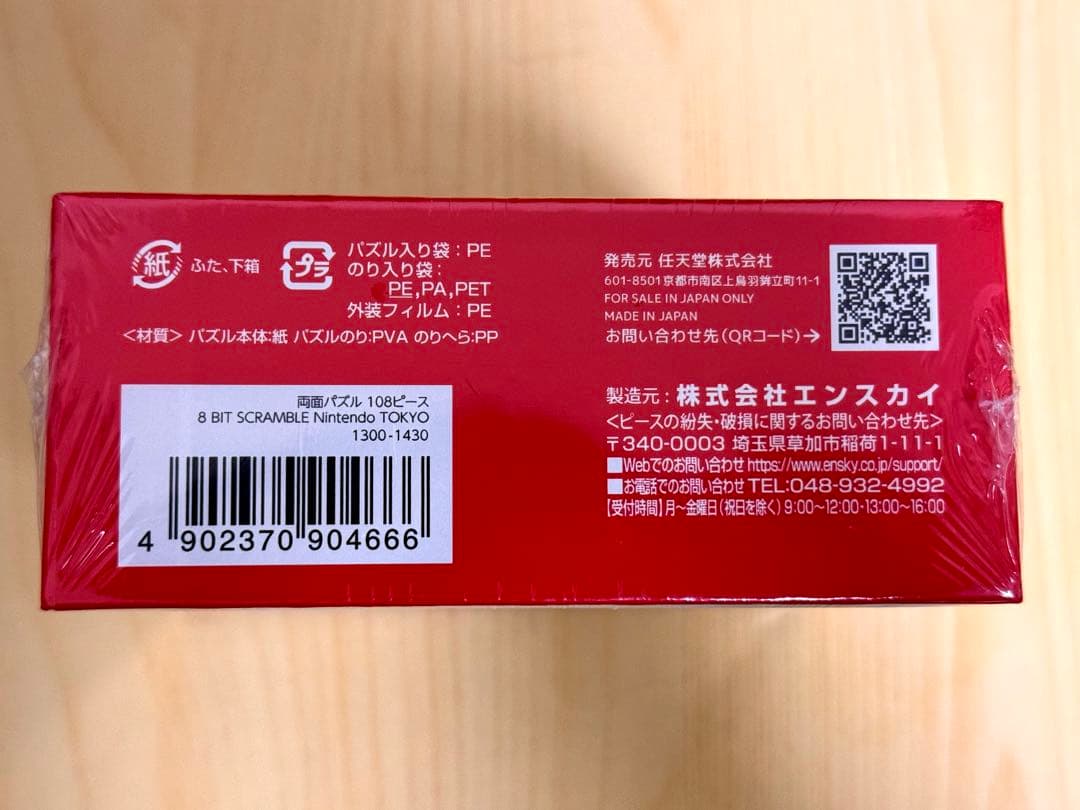 紙 ふた、下箱
プラ パズル入り袋：PE
のり入り袋：
PE,PA,PET
外装フィルム：PE
＜材質＞ パズル本体:紙 パズルのり:PVA のりへら:PP
両面パズル 108ピース
8 BIT SCRAMBLE Nintendo TOKYO
1300-1430
4 902370 904666
発売元 任天堂株式会社
601-8501京都市南区上鳥羽鉾立町11-1
FOR SALE IN JAPAN ONLY
MADE IN JAPAN
お問い合わせ先（QRコード）→
製造元：株式会社エンスカイ
＜ピースの紛失・破損に関するお問い合わせ先＞
〒340-0003 埼玉県草加市稲荷1-11-1
■Webでのお問い合わせ https://www.ensky.co.jp/support/
■お電話でのお問い合わせ TEL:048-932-4992
【受付時間】月〜金曜日（祝日を除く）9:00〜12:00・13:00〜16:00